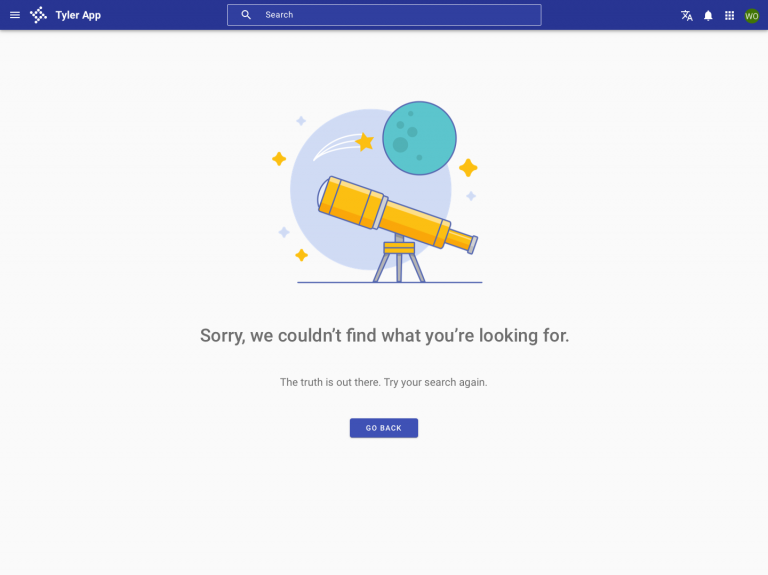 Tyler App
Search
WO
Sorry, we couldn’t find what you’re looking for.
The truth is out there. Try your search again.
GO BACK